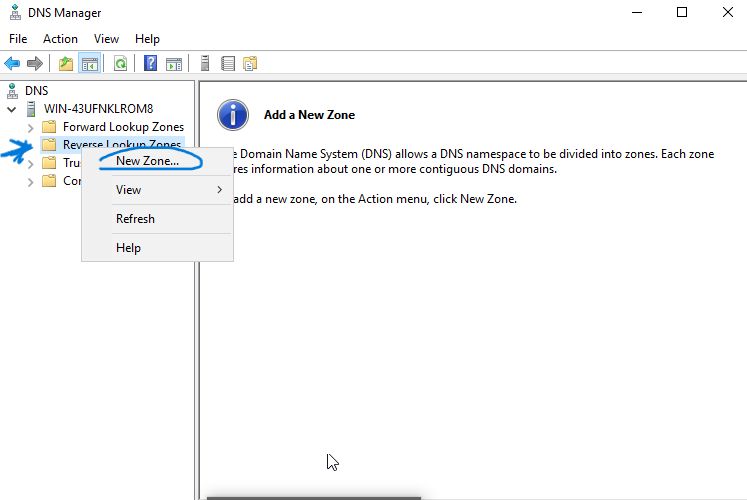 DNS Manager
File Action View Help
DNS
WIN-43UFNKLROM8
Forward Lookup Zones
Reverse Lookup Zones
Tru
Co
New Zone...
View
Refresh
Help
Add a New Zone
e Domain Name System (DNS) allows a DNS namespace to be divided into zones. Each zone
res information about one or more contiguous DNS domains.
add a new zone, on the Action menu, click New Zone.